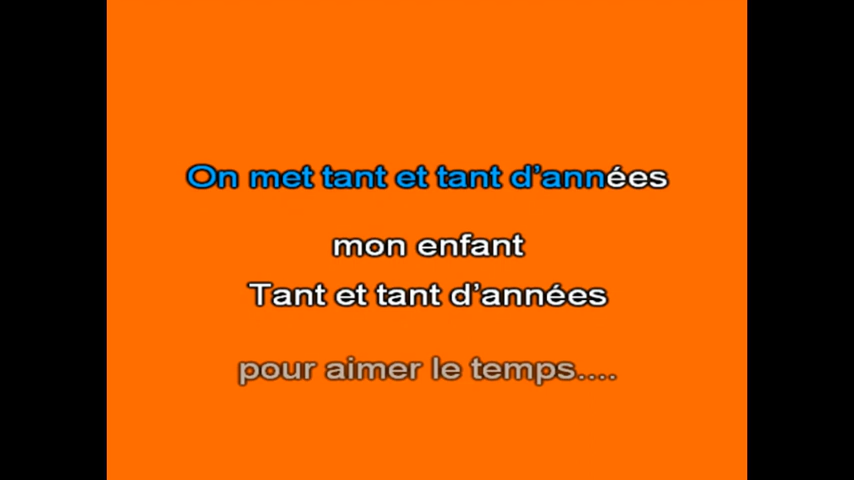 On met tant et tant d’années
mon enfant
Tant et tant d’années
pour aimer le temps....